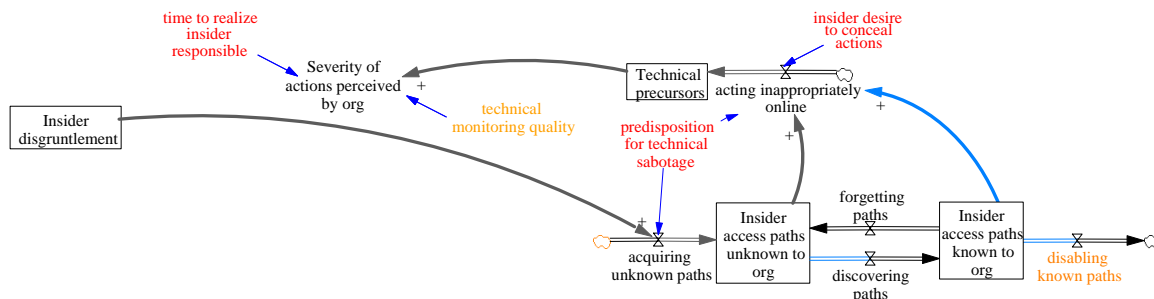 time to realize
insider
responsible
Severity of
actions perceived
by org
+
technical
monitoring quality
Insider
disgruntlement
Technical
precursors
insider desire
to conceal
actions
acting inappropriately
online
+
+
predisposition
for technical
sabotage
+
acquiring
unknown paths
Insider
access paths
unknown to
org
forgetting
paths
discovering
paths
Insider
access paths
known to
org
disabling
known paths